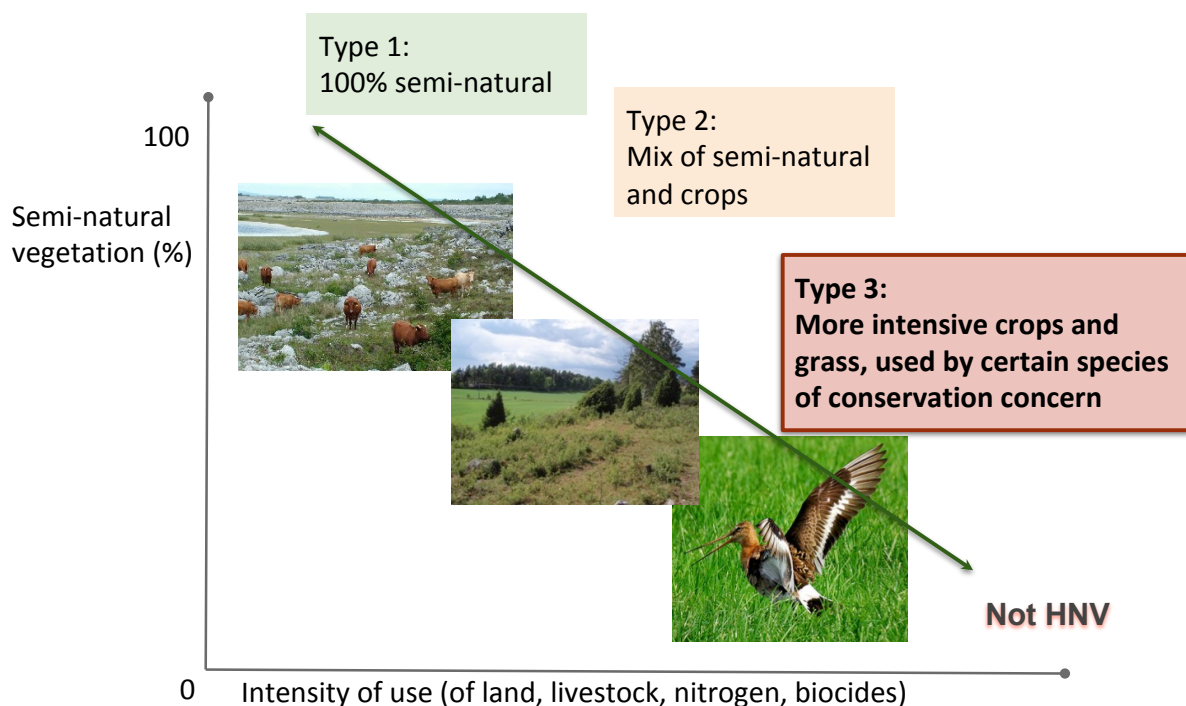 Type 1:
100% semi-natural
100
Type 2:
Mix of semi-natural
and crops
Semi-natural
vegetation (%)
Type 3:
More intensive crops and
grass, used by certain species
of conservation concern
Not HNV
0
Intensity of use (of land, livestock, nitrogen, biocides)